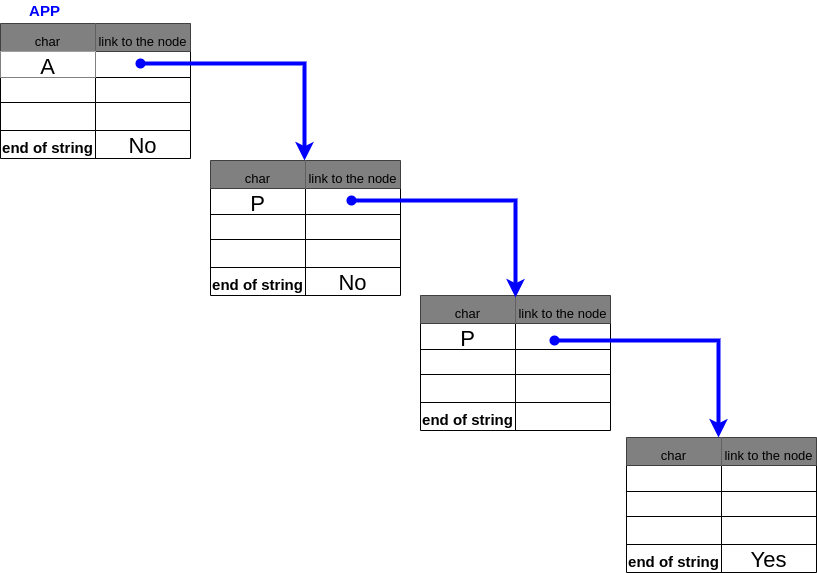 APP
char link to the node
A
end of string No
char link to the node
P
end of string No
char link to the node
P
end of string
char link to the node
end of string Yes